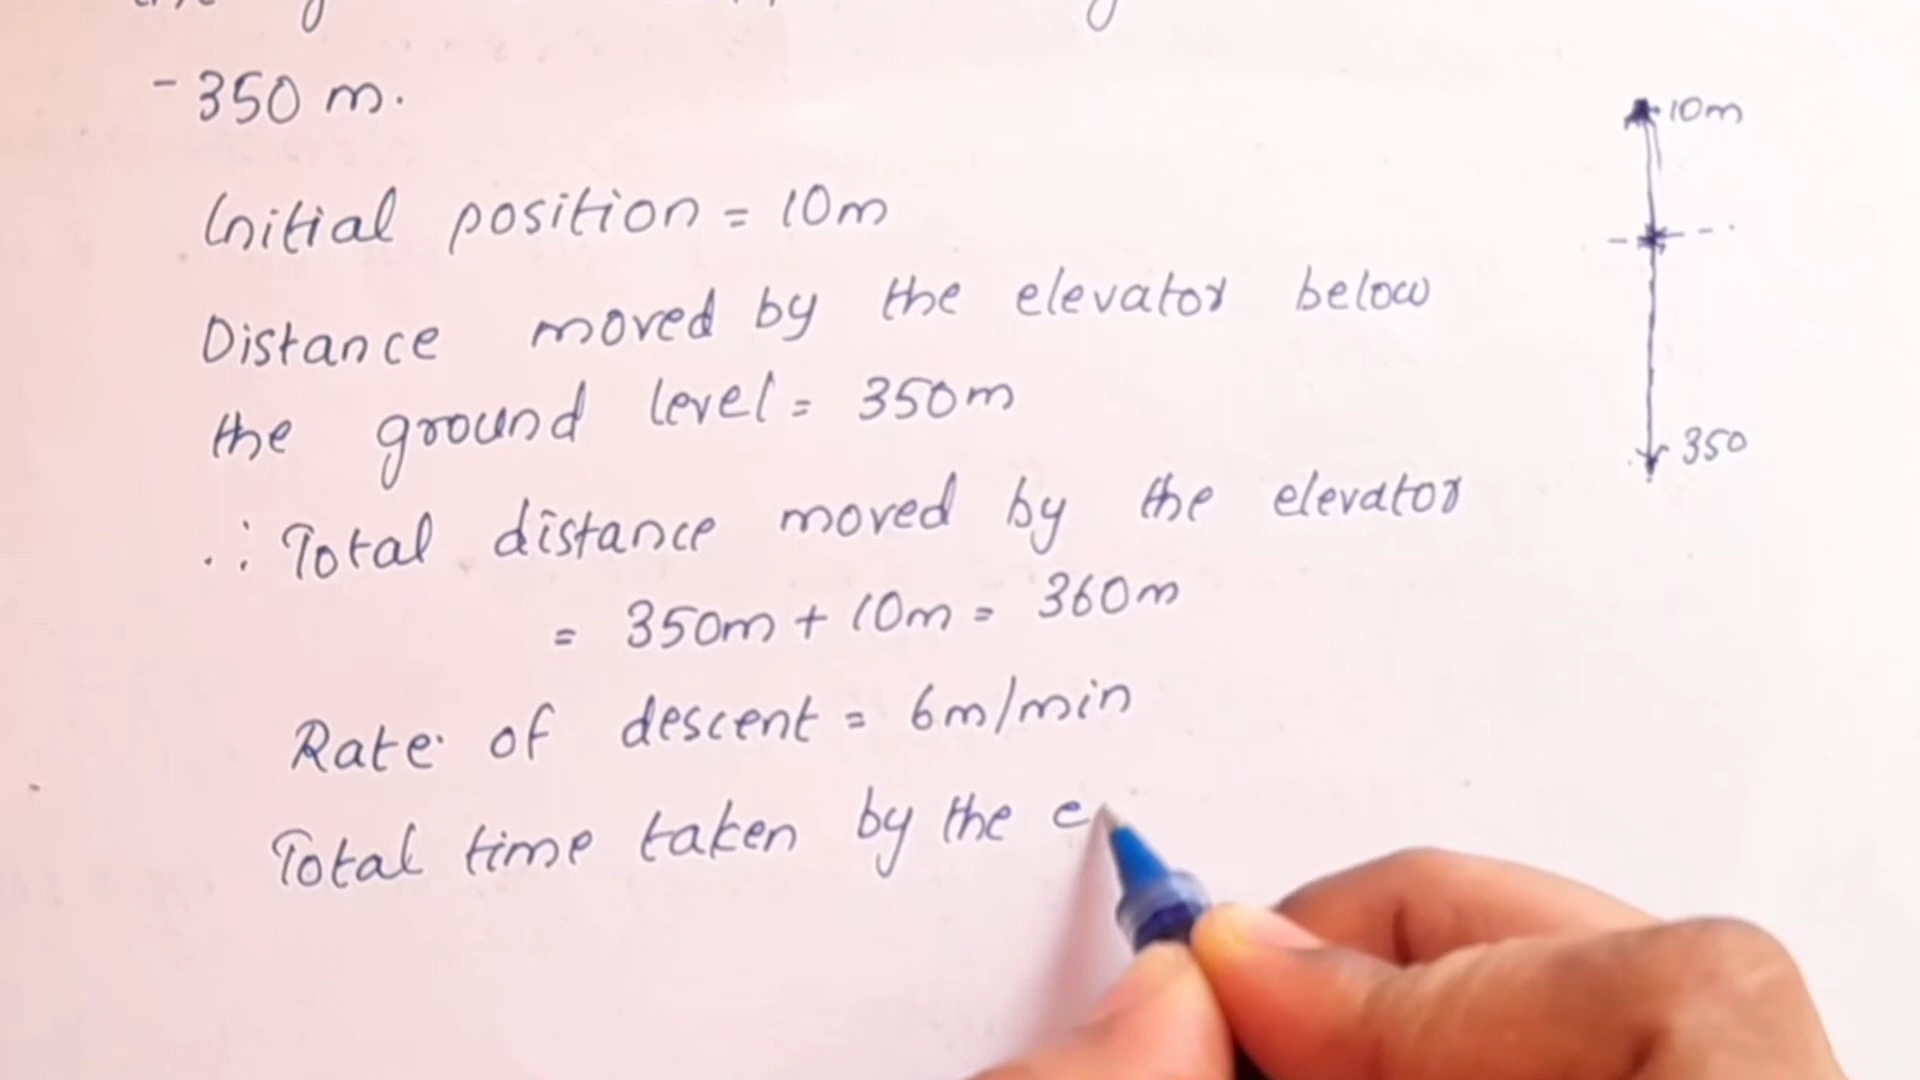 - 350 m.
10m
Initial position = 10m
Distance moved by the elevator below
the ground level = 350m
350
∴ Total distance moved by the elevator
= 350m + 10m = 360m
Rate of descent = 6m/min
Total time taken by the e